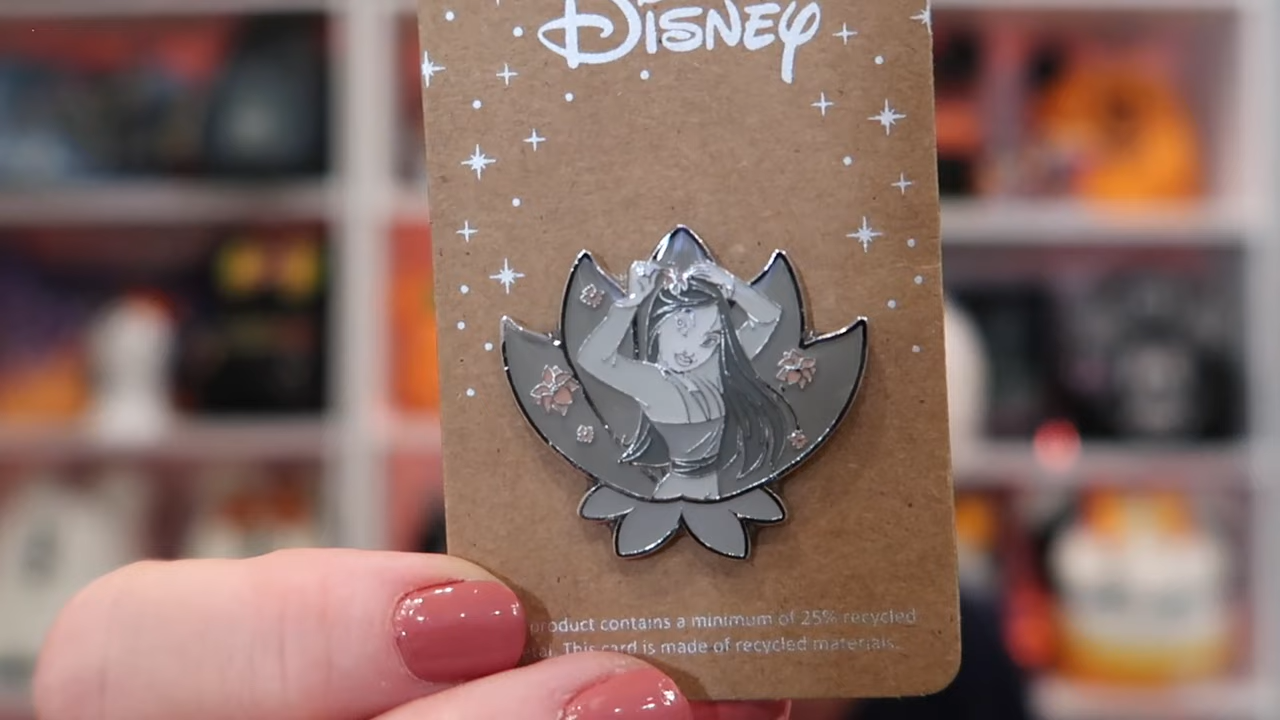 Disney
product contains a minimum of 25% recycled
This card is made of recycled materials.